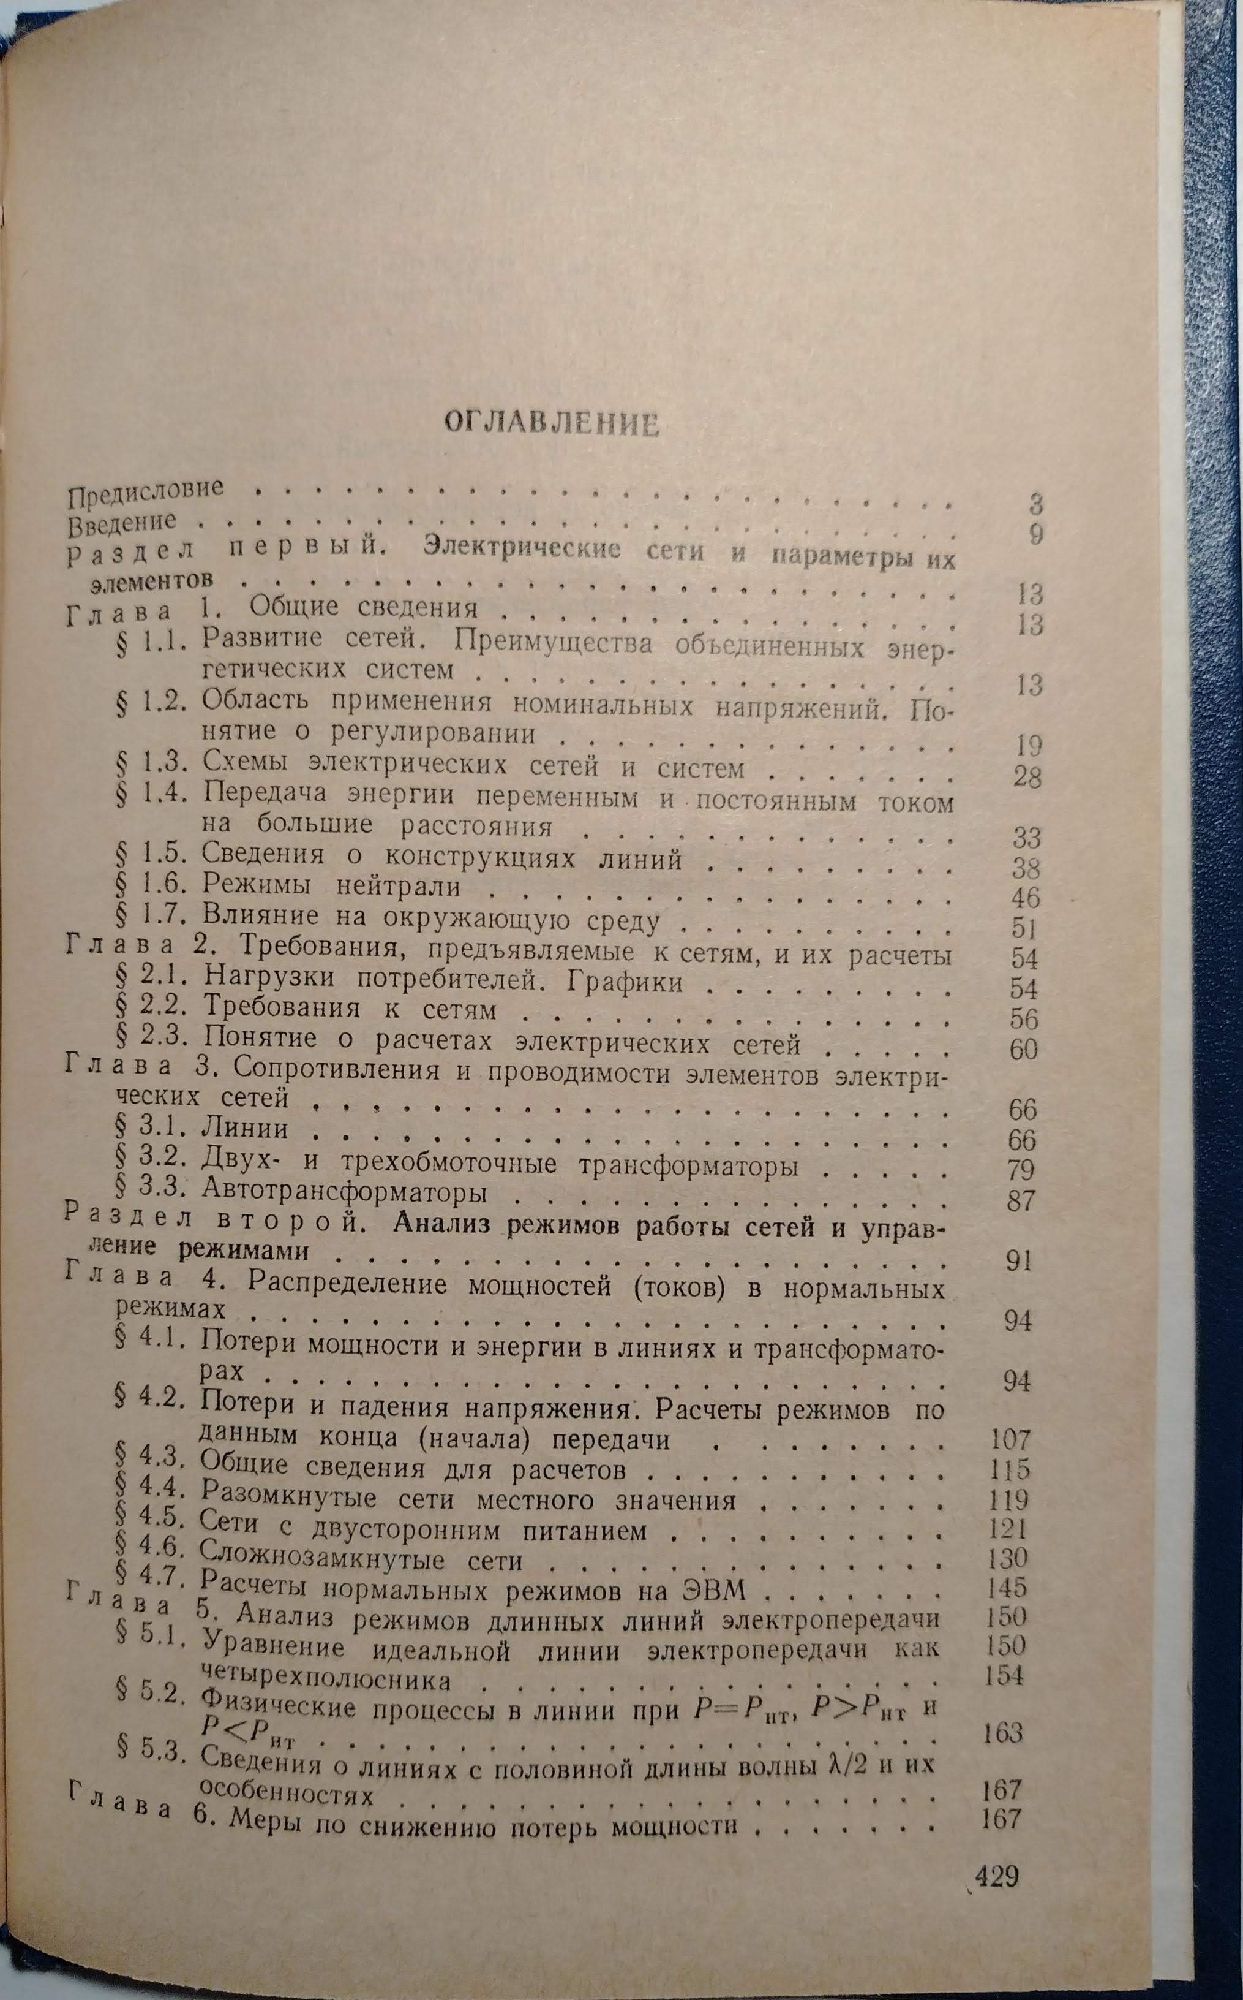 ОГЛАВЛЕНИЕ
Предисловие . . . . . . . . . . . . . . . . . . . . . . . 3
Введение . . . . . . . . . . . . . . . . . . . . . . . . 9
Раздел первый. Электрические сети и параметры их
элементов . . . . . . . . . . . . . . . . . . . . . . . 13
Глава 1. Общие сведения . . . . . . . . . . . . . . . 13
§ 1.1. Развитие сетей. Преимущества объединенных энер-
гетических систем . . . . . . . . . . . . . . . . 13
§ 1.2. Область применения номинальных напряжений. По-
нятие о регулировании . . . . . . . . . . . . . . 19
§ 1.3. Схемы электрических сетей и систем . . . . . . . 28
§ 1.4. Передача энергии переменным и постоянным током
на большие расстояния . . . . . . . . . . . . . 33
§ 1.5. Сведения о конструкциях линий . . . . . . . . . 38
§ 1.6. Режимы нейтрали . . . . . . . . . . . . . . . . 46
§ 1.7. Влияние на окружающую среду . . . . . . . . . . 51
Глава 2. Требования, предъявляемые к сетям, и их расчеты 54
§ 2.1. Нагрузки потребителей. Графики . . . . . . . . . 54
§ 2.2. Требования к сетям . . . . . . . . . . . . . . . 56
§ 2.3. Понятие о расчетах электрических сетей . . . . . 60
Глава 3. Сопротивления и проводимости элементов электри-
ческих сетей . . . . . . . . . . . . . . . . . . . . . 66
§ 3.1. Линии . . . . . . . . . . . . . . . . . . . . . 66
§ 3.2. Двух- и трехобмоточные трансформаторы . . . . . 79
§ 3.3. Автотрансформаторы . . . . . . . . . . . . . . . 87
Раздел второй. Анализ режимов работы сетей и управ-
ление режимами . . . . . . . . . . . . . . . . . . . . 91
Глава 4. Распределение мощностей (токов) в нормальных
режимах . . . . . . . . . . . . . . . . . . . . . . . . 94
§ 4.1. Потери мощности и энергии в линиях и трансформато-
рах . . . . . . . . . . . . . . . . . . . . . . 94
§ 4.2. Потери и падения напряжения. Расчеты режимов по
данным конца (начала) передачи . . . . . . . . 107
§ 4.3. Общие сведения для расчетов . . . . . . . . . . . 115
§ 4.4. Разомкнутые сети местного значения . . . . . . . 119
§ 4.5. Сети с двусторонним питанием . . . . . . . . . . 121
§ 4.6. Сложнозамкнутые сети . . . . . . . . . . . . . . 130
§ 4.7. Расчеты нормальных режимов на ЭВМ . . . . . . . 145
Глава 5. Анализ режимов длинных линий электропередачи 150
§ 5.1. Уравнение идеальной линии электропередачи как 150
четырехполюсника . . . . . . . . . . . . . . . . 154
§ 5.2. Физические процессы в линии при P=Pнт, P>Pнт и
P<Pнт . . . . . . . . . . . . . . . . . . . . . 163
§ 5.3. Сведения о линиях с половиной длины волны λ/2 и их
особенностях . . . . . . . . . . . . . . . . . . 167
Глава 6. Меры по снижению потерь мощности . . . . . . . 167
429